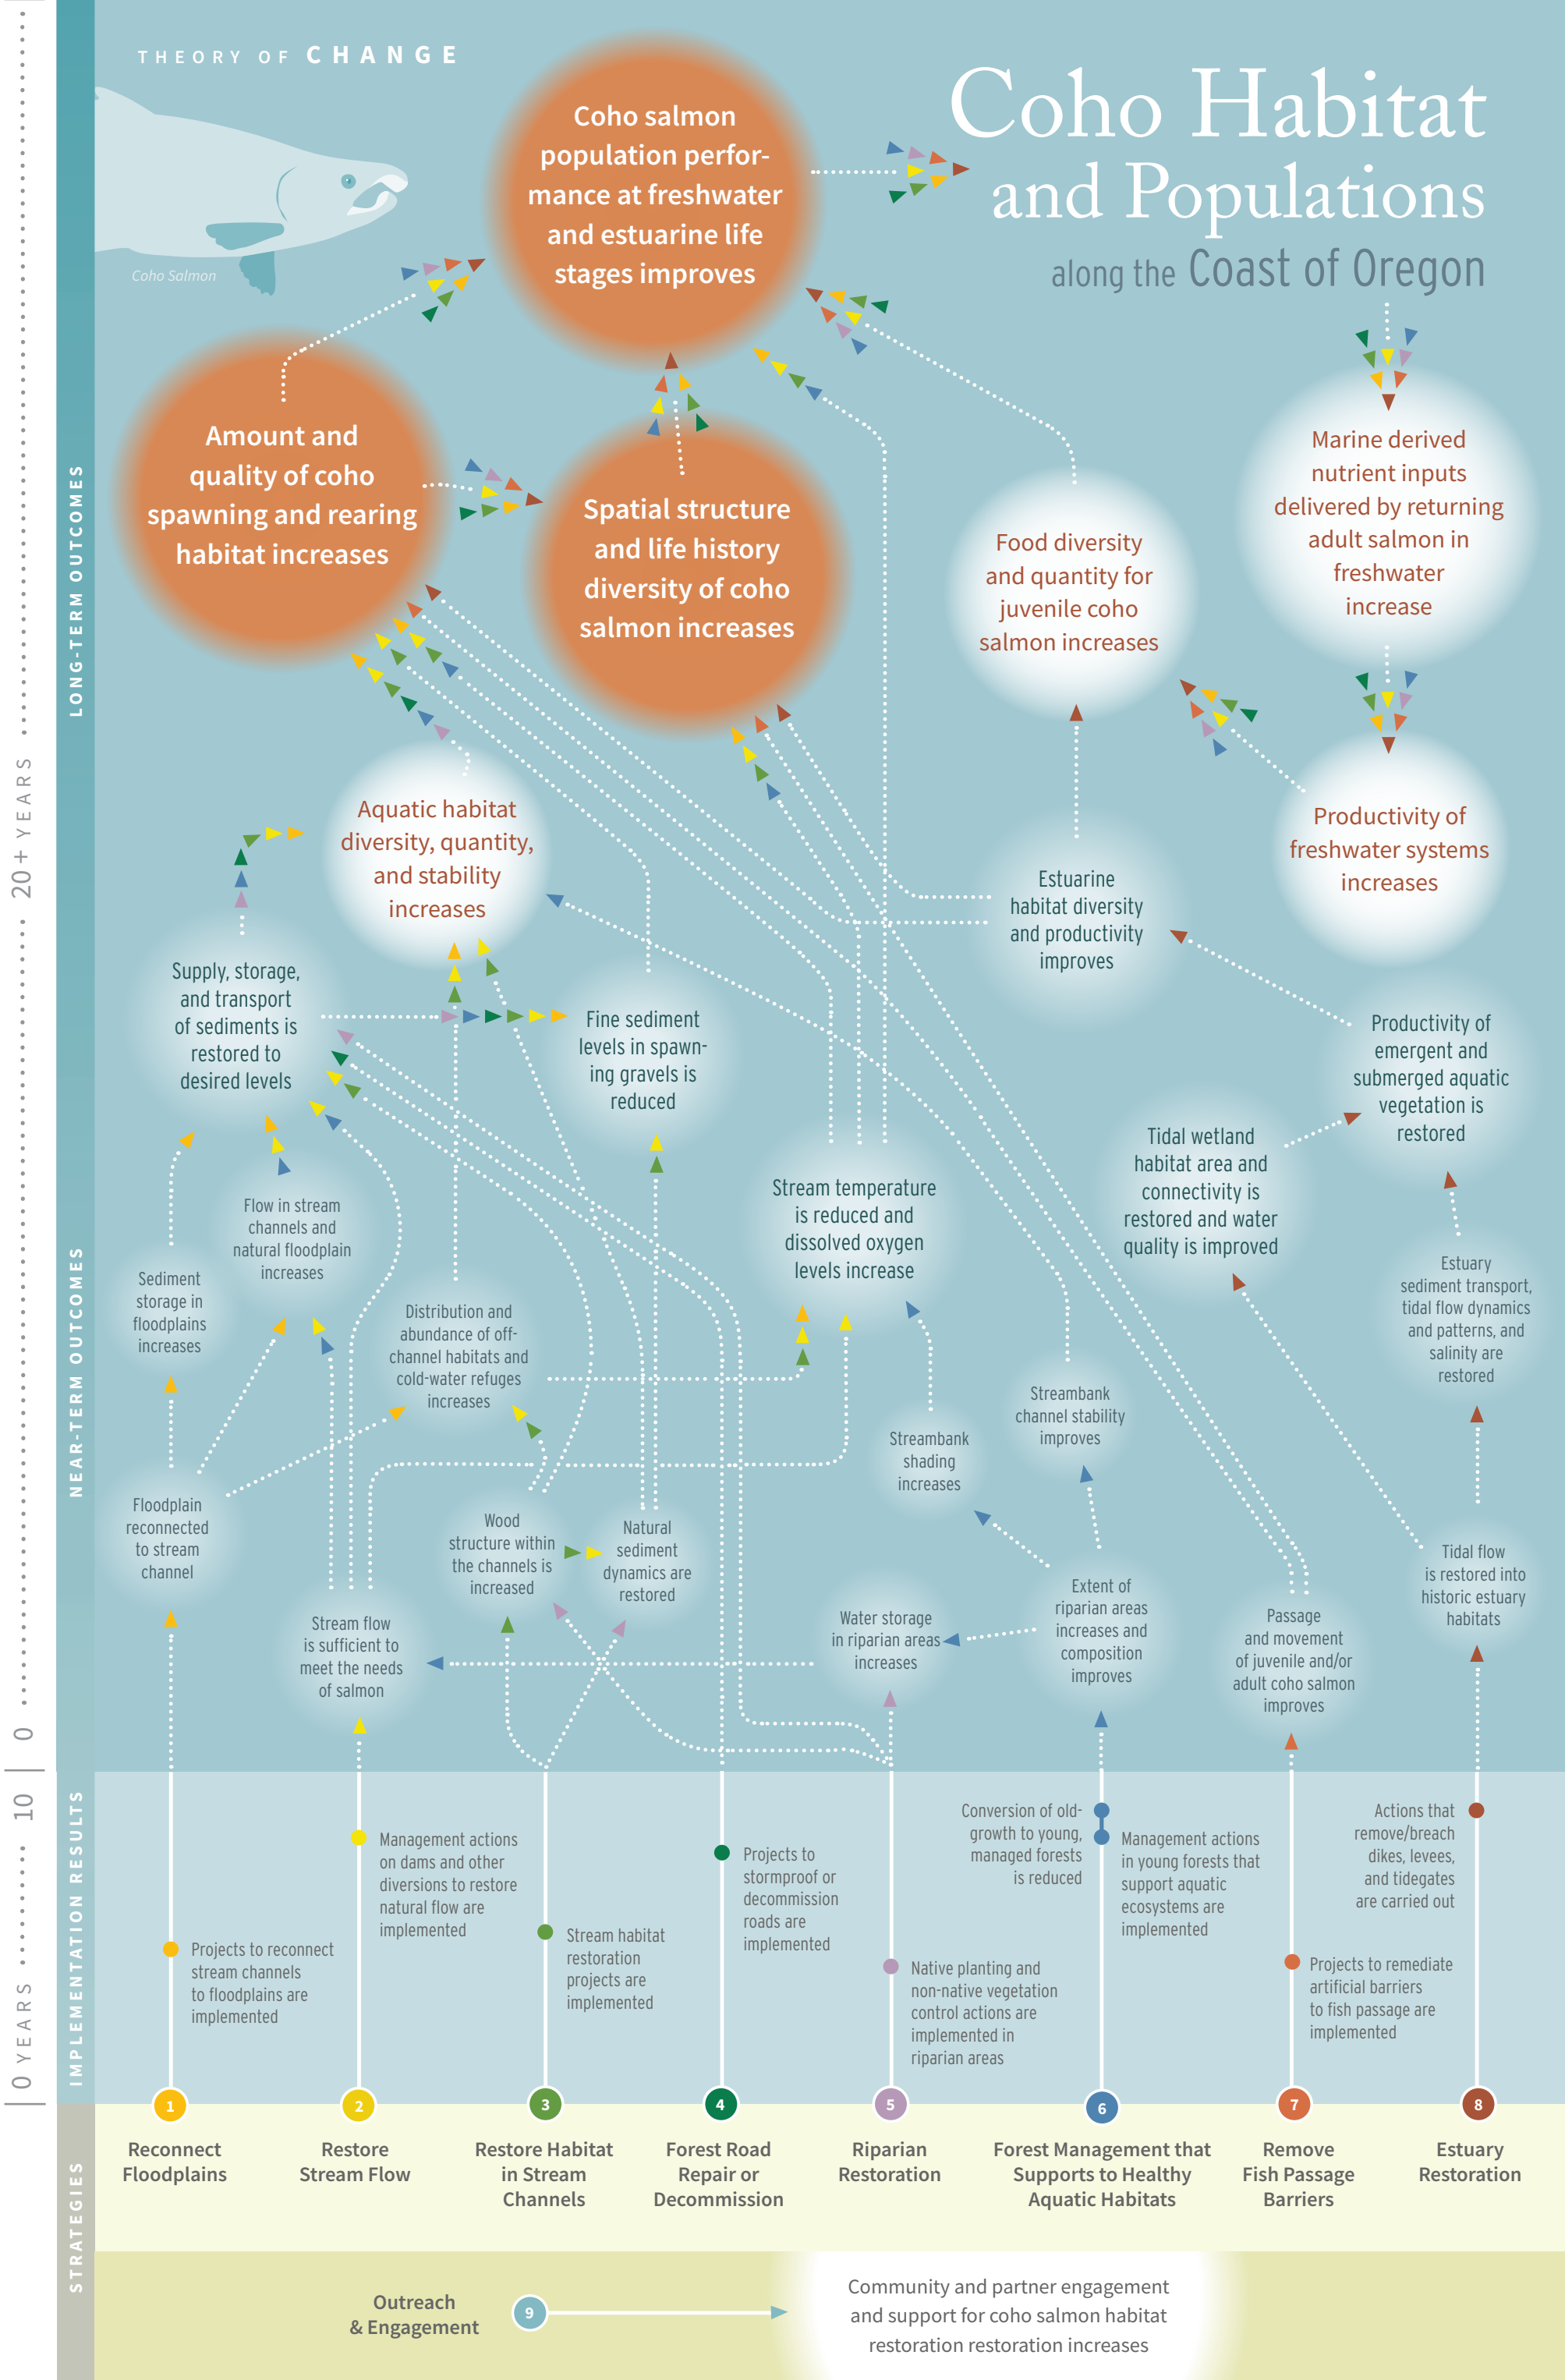 THEORY OF CHANGE
Coho Habitat
and Populations
along the Coast of Oregon
Coho Salmon
Coho salmon
population perfor-
mance at freshwater
and estuarine life
stages improves
Amount and
quality of coho
spawning and rearing
habitat increases
Spatial structure
and life history
diversity of coho
salmon increases
Food diversity
and quantity for
juvenile coho
salmon increases
Marine derived
nutrient inputs
delivered by returning
adult salmon in
freshwater
increase
Productivity of
freshwater systems
increases
Aquatic habitat
diversity, quantity,
and stability
increases
Estuarine
habitat diversity
and productivity
improves
Supply, storage,
and transport
of sediments is
restored to
desired levels
Fine sediment
levels in spawn-
ing gravels is
reduced
Productivity of
emergent and
submerged aquatic
vegetation is
restored
Tidal wetland
habitat area and
connectivity is
restored and water
quality is improved
Stream temperature
is reduced and
dissolved oxygen
levels increase
Flow in stream
channels and
natural floodplain
increases
Sediment
storage in
floodplains
increases
Distribution and
abundance of off-
channel habitats and
cold-water refuges
increases
Estuary
sediment transport,
tidal flow dynamics
and patterns, and
salinity are
restored
Streambank
channel stability
improves
Streambank
shading
increases
Floodplain
reconnected
to stream
channel
Wood
structure within
the channels is
increased
Natural
sediment
dynamics are
restored
Tidal flow
is restored into
historic estuary
habitats
Stream flow
is sufficient to
meet the needs
of salmon
Water storage
in riparian areas
increases
Extent of
riparian areas
increases and
composition
improves
Passage
and movement
of juvenile and/or
adult coho salmon
improves
LONG-TERM OUTCOMES
NEAR-TERM OUTCOMES
IMPLEMENTATION RESULTS
STRATEGIES
20+ YEARS
0
10
0 YEARS
Projects to reconnect
stream channels
to floodplains are
implemented
Management actions
on dams and other
diversions to restore
natural flow are
implemented
Stream habitat
restoration
projects are
implemented
Projects to
stormproof or
decommission
roads are
implemented
Native planting and
non-native vegetation
control actions are
implemented in
riparian areas
Conversion of old-
growth to young,
managed forests
is reduced
Management actions
in young forests that
support aquatic
ecosystems are
implemented
Projects to remediate
artificial barriers
to fish passage are
implemented
Actions that
remove/breach
dikes, levees,
and tidegates
are carried out
1
Reconnect
Floodplains
2
Restore
Stream Flow
3
Restore Habitat
in Stream
Channels
4
Forest Road
Repair or
Decommission
5
Riparian
Restoration
6
Forest Management that
Supports to Healthy
Aquatic Habitats
7
Remove
Fish Passage
Barriers
8
Estuary
Restoration
Outreach
& Engagement
9
Community and partner engagement
and support for coho salmon habitat
restoration restoration increases